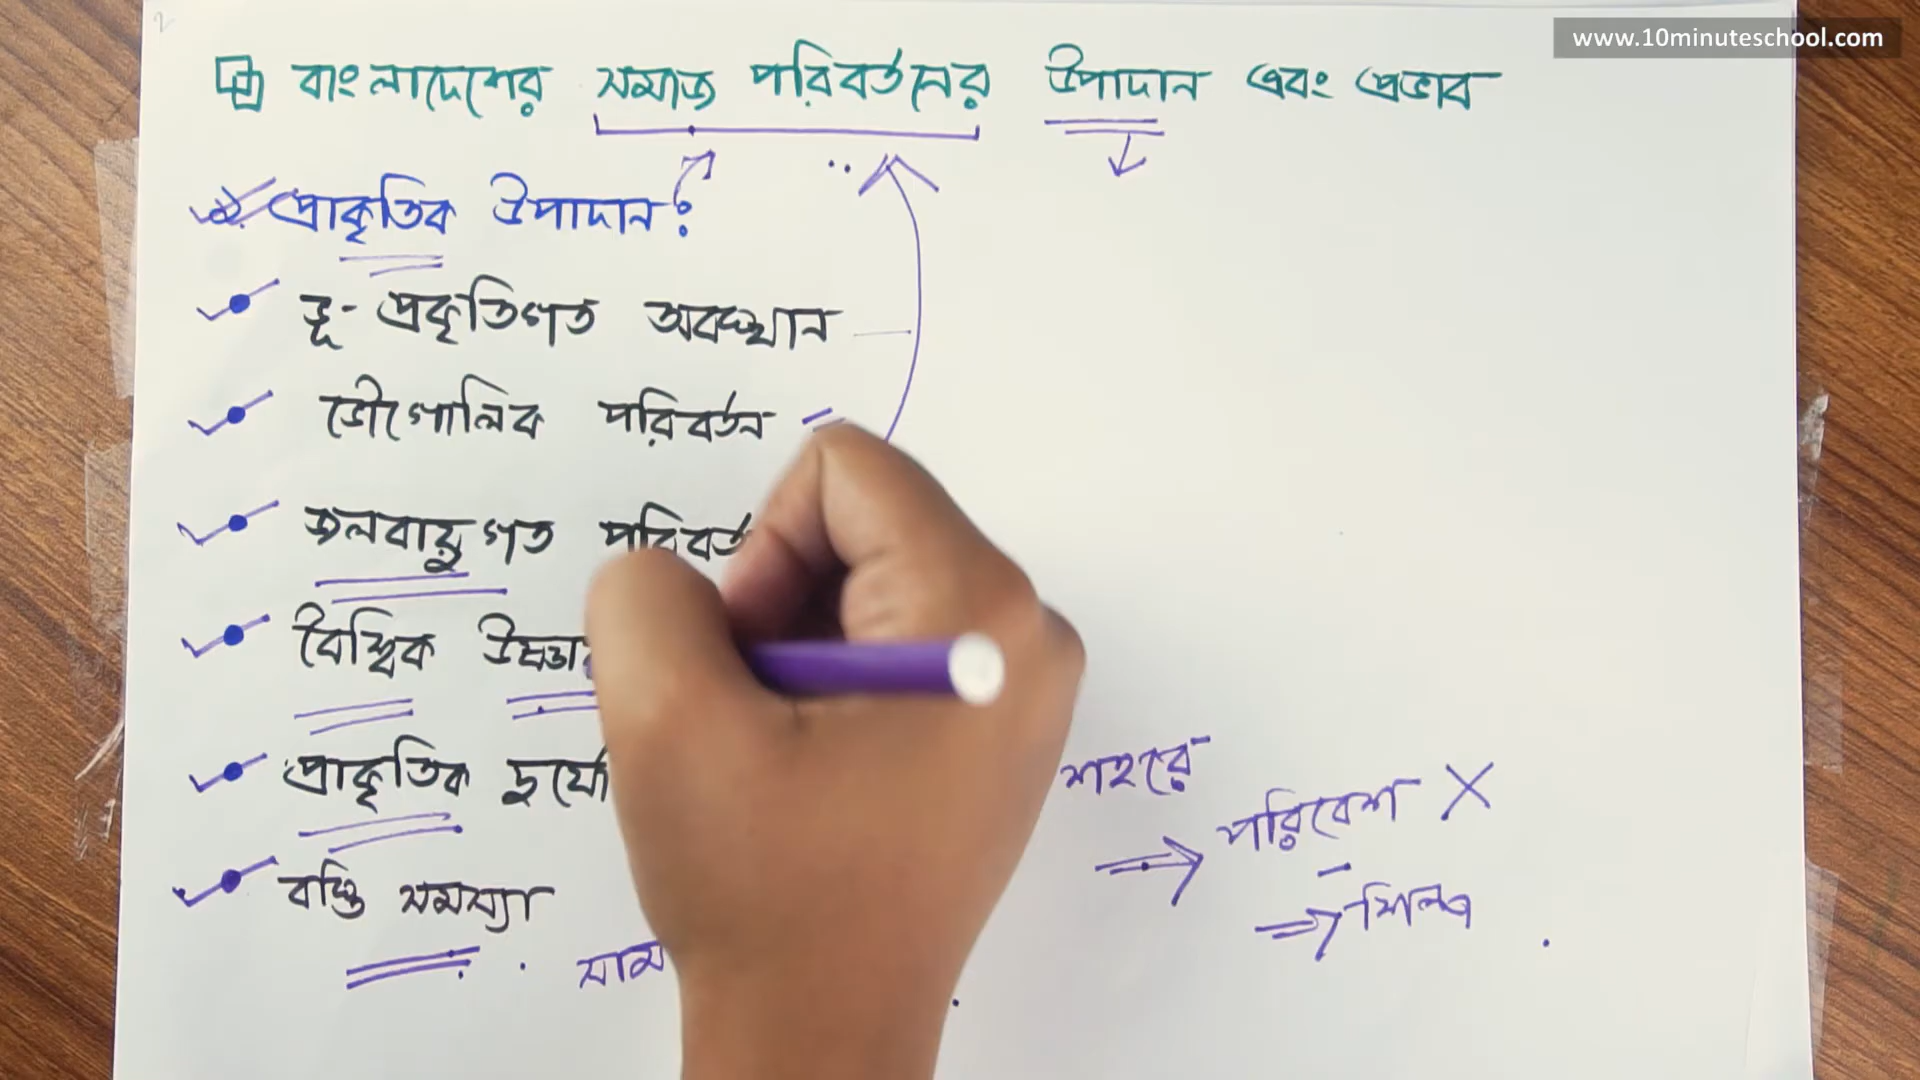 www.10minuteschool.com
বাংলাদেশের সমাজ পরিবর্তনের উপাদান এবং প্রভাব
প্রাকৃতিক উপাদান :
ভূ-প্রকৃতিগত অবস্থান
ভৌগোলিক পরিবর্তন
জলবায়ুগত
বৈশ্বিক
প্রাকৃতিক
শহরে
পরিবেশ X
বস্তি সমস্যা
শিল্প